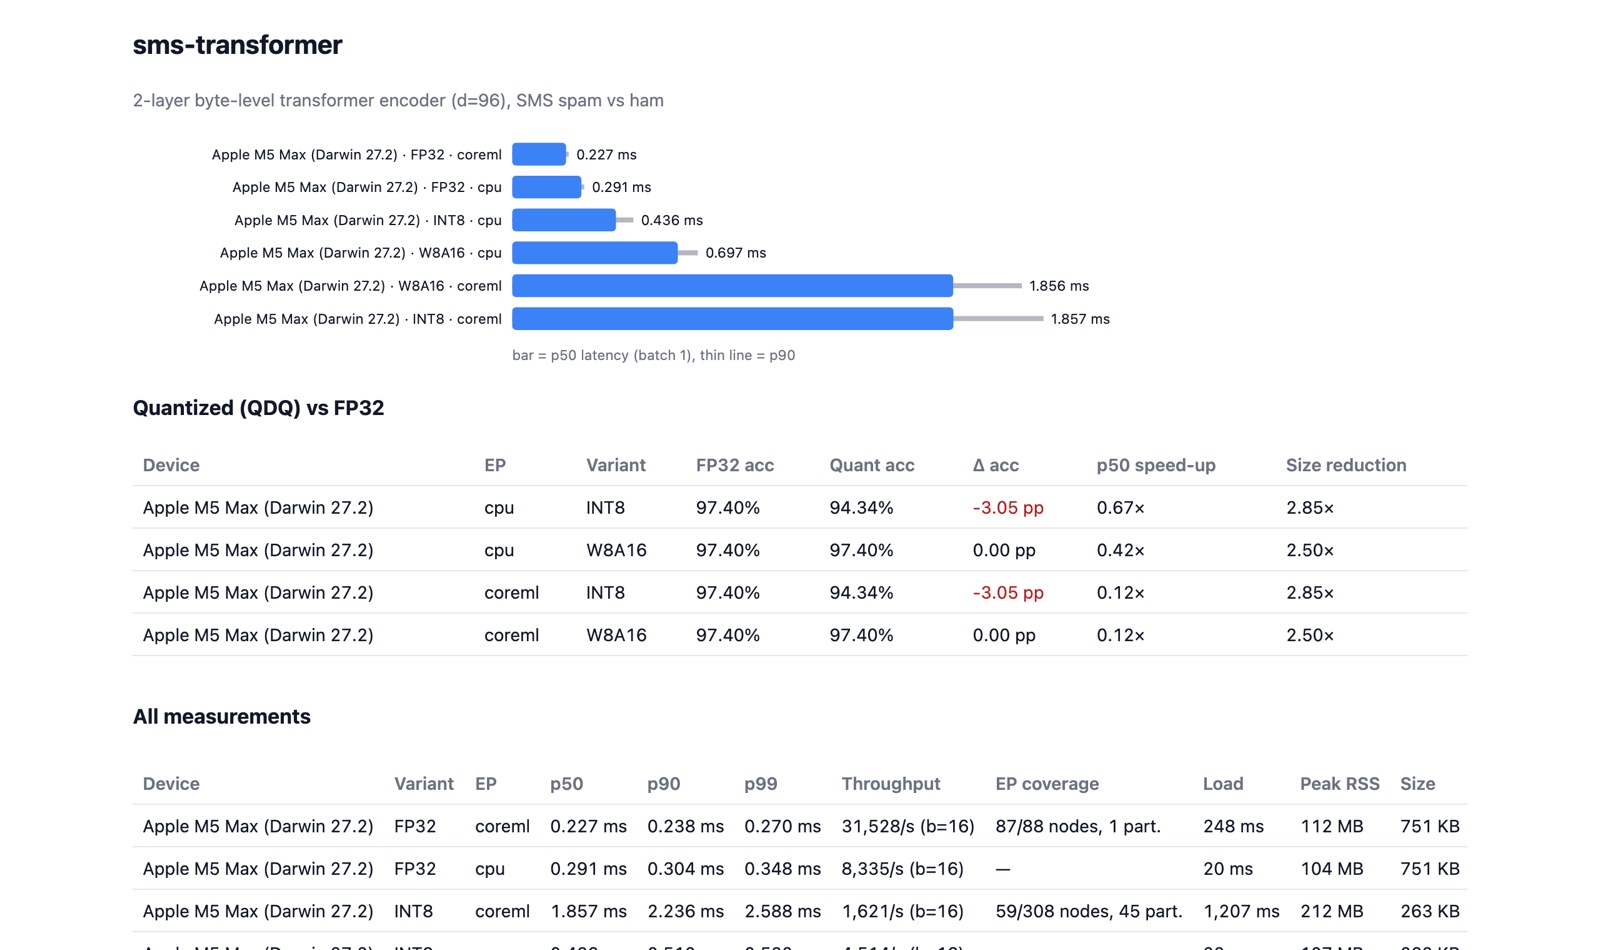 sms-transformer
2-layer byte-level transformer encoder (d=96), SMS spam vs ham
Apple M5 Max (Darwin 27.2) · FP32 · coreml 0.227 ms
Apple M5 Max (Darwin 27.2) · FP32 · cpu 0.291 ms
Apple M5 Max (Darwin 27.2) · INT8 · cpu 0.436 ms
Apple M5 Max (Darwin 27.2) · W8A16 · cpu 0.697 ms
Apple M5 Max (Darwin 27.2) · W8A16 · coreml 1.856 ms
Apple M5 Max (Darwin 27.2) · INT8 · coreml 1.857 ms
bar = p50 latency (batch 1), thin line = p90
Quantized (QDQ) vs FP32
Device EP Variant FP32 acc Quant acc Δ acc p50 speed-up Size reduction
Apple M5 Max (Darwin 27.2) cpu INT8 97.40% 94.34% -3.05 pp 0.67× 2.85×
Apple M5 Max (Darwin 27.2) cpu W8A16 97.40% 97.40% 0.00 pp 0.42× 2.50×
Apple M5 Max (Darwin 27.2) coreml INT8 97.40% 94.34% -3.05 pp 0.12× 2.85×
Apple M5 Max (Darwin 27.2) coreml W8A16 97.40% 97.40% 0.00 pp 0.12× 2.50×
All measurements
Device Variant EP p50 p90 p99 Throughput EP coverage Load Peak RSS Size
Apple M5 Max (Darwin 27.2) FP32 coreml 0.227 ms 0.238 ms 0.270 ms 31,528/s (b=16) 87/88 nodes, 1 part. 248 ms 112 MB 751 KB
Apple M5 Max (Darwin 27.2) FP32 cpu 0.291 ms 0.304 ms 0.348 ms 8,335/s (b=16) — 20 ms 104 MB 751 KB
Apple M5 Max (Darwin 27.2) INT8 coreml 1.857 ms 2.236 ms 2.588 ms 1,621/s (b=16) 59/308 nodes, 45 part. 1,207 ms 212 MB 263 KB